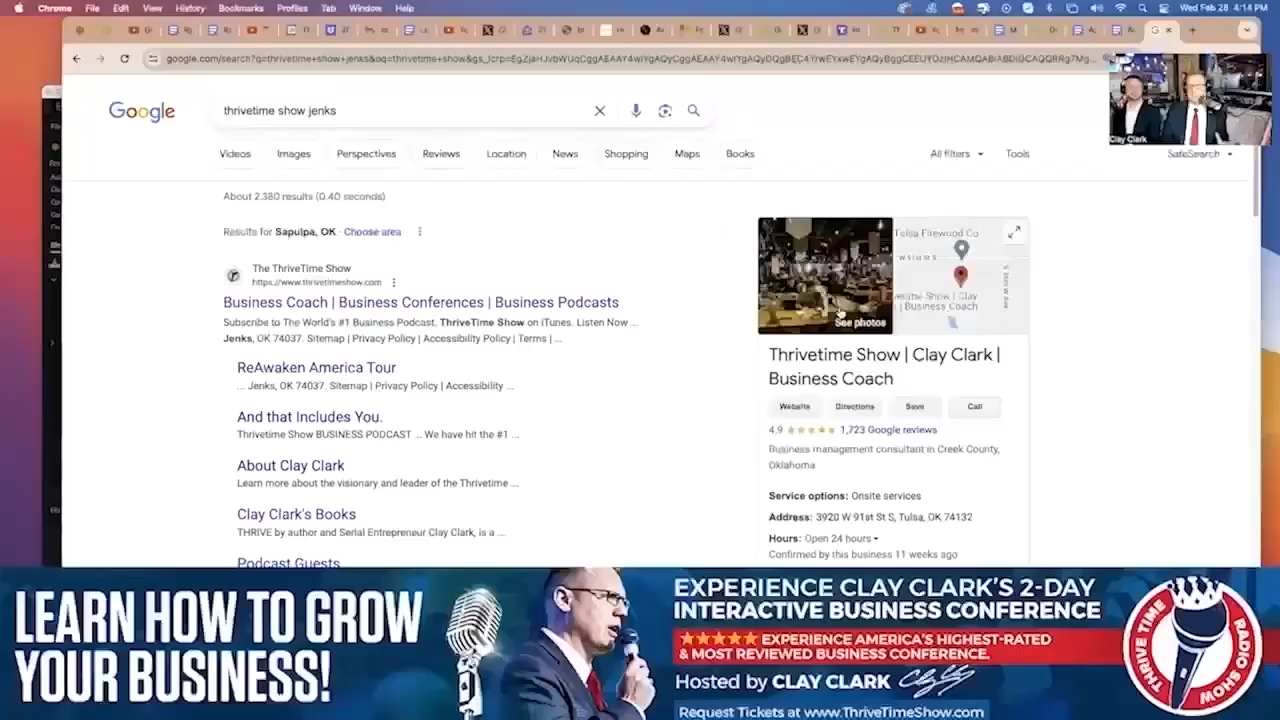 Chrome File Edit View History Bookmarks Profiles Tab Window Help
Wed Feb 28 4:14 PM
Google
thrivetime show jenks
Videos Images Perspectives Reviews Location News Shopping Maps Books
All filters Tools
SafeSearch
Clay Clark
About 2,380 results (0.40 seconds)
Results for Sapulpa, OK · Choose area
The ThriveTime Show
https://www.thrivetimeshow.com
Business Coach | Business Conferences | Business Podcasts
Subscribe to The World's #1 Business Podcast. ThriveTime Show on iTunes. Listen Now ...
Jenks, OK 74037. Sitemap | Privacy Policy | Accessibility Policy | Terms | ...
ReAwaken America Tour
... Jenks, OK 74037. Sitemap | Privacy Policy | Accessibility ...
And that Includes You.
Thrivetime Show BUSINESS PODCAST ... We have hit the #1 ...
About Clay Clark
Learn more about the visionary and leader of the Thrivetime ...
Clay Clark's Books
THRIVE by author and Serial Entrepreneur Clay Clark, is a ...
Podcast Guests
See photos
Tulsa Firewood Co
W 91st St S
| Business Coach
Thrivetime Show | Clay Clark |
Business Coach
Website Directions Save Call
4.9 1,723 Google reviews
Business management consultant in Creek County,
Oklahoma
Service options: Onsite services
Address: 3920 W 91st St S, Tulsa, OK 74132
Hours: Open 24 hours
Confirmed by this business 11 weeks ago
LEARN HOW TO GROW
YOUR BUSINESS!
EXPERIENCE CLAY CLARK'S 2-DAY
INTERACTIVE BUSINESS CONFERENCE
★★★★★ EXPERIENCE AMERICA'S HIGHEST-RATED
& MOST REVIEWED BUSINESS CONFERENCE.
Hosted by CLAY CLARK
Request Tickets at www.ThriveTimeShow.com
THRIVE TIME
RADIO SHOW